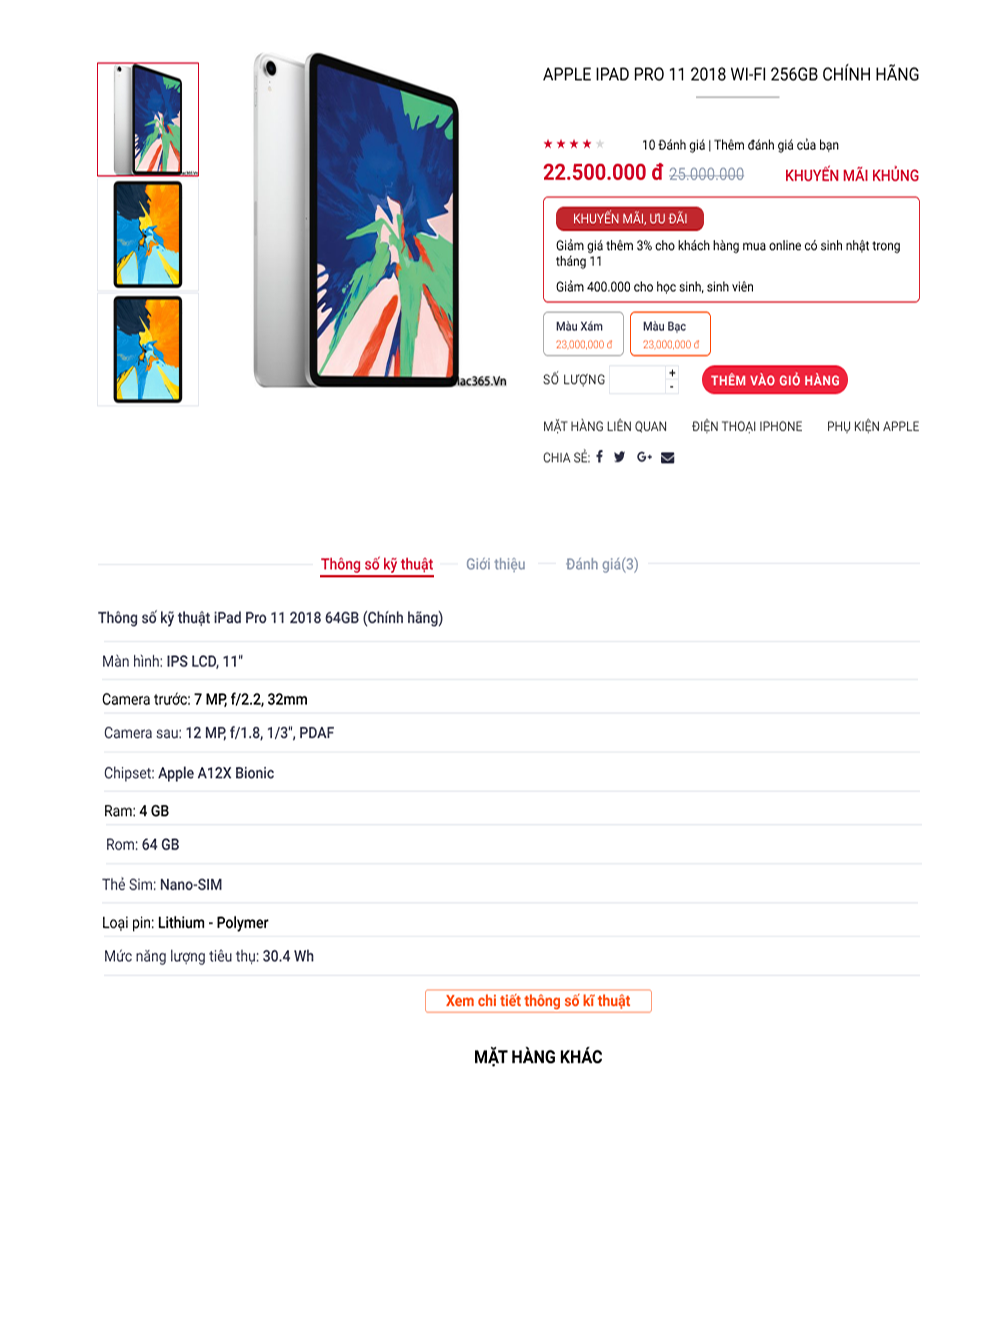 APPLE IPAD PRO 11 2018 WI-FI 256GB CHÍNH HÃNG
10 Đánh giá | Thêm đánh giá của bạn
22.500.000 đ 25.000.000 KHUYẾN MÃI KHỦNG
KHUYẾN MÃI, ƯU ĐÃI
Giảm giá thêm 3% cho khách hàng mua online có sinh nhật trong
tháng 11
Giảm 400.000 cho học sinh, sinh viên
Màu Xám
23,000,000 đ
Màu Bạc
23,000,000 đ
SỐ LƯỢNG + - THÊM VÀO GIỎ HÀNG
MẶT HÀNG LIÊN QUAN ĐIỆN THOẠI IPHONE PHỤ KIỆN APPLE
CHIA SẺ: f G+
ac365.Vn
Thông số kỹ thuật Giới thiệu Đánh giá(3)
Thông số kỹ thuật iPad Pro 11 2018 64GB (Chính hãng)
Màn hình: IPS LCD, 11"
Camera trước: 7 MP, f/2.2, 32mm
Camera sau: 12 MP, f/1.8, 1/3", PDAF
Chipset: Apple A12X Bionic
Ram: 4 GB
Rom: 64 GB
Thẻ Sim: Nano-SIM
Loại pin: Lithium - Polymer
Mức năng lượng tiêu thụ: 30.4 Wh
Xem chi tiết thông số kĩ thuật
MẶT HÀNG KHÁC